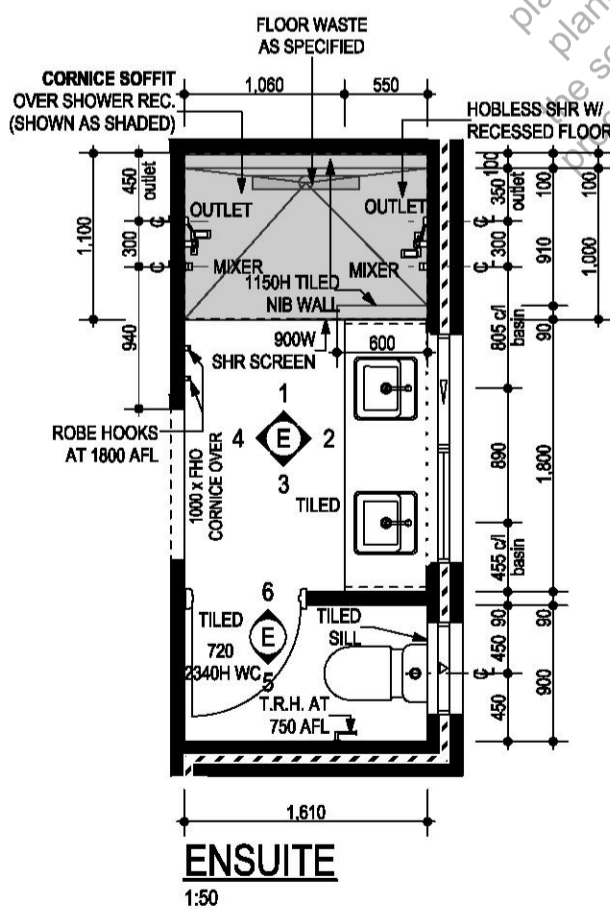 FLOOR WASTE
AS SPECIFIED
1,060
550
CORNICE SOFFIT
OVER SHOWER REC.
(SHOWN AS SHADED)
HOBLESS SHR W/
RECESSED FLOOR
plan
the
450
outlet
1,100
300
940
OUTLET
OUTLET
MIXER
MIXER
1150H TILED
NIB WALL
900W
SHR SCREEN
600
100
350
outlet
100
100
℄
℄
℄
℄
300
910
1,000
805 c/l
basin
90
890
1,800
455 c/l
basin
ROBE HOOKS
AT 1800 AFL
1000 x FHO
CORNICE OVER
1
4
E
2
3
TILED
6
TILED
E
TILED
SILL
720
2340H WC
5
T.R.H. AT
750 AFL
90
90
450
℄
900
450
1,610
ENSUITE
1:50